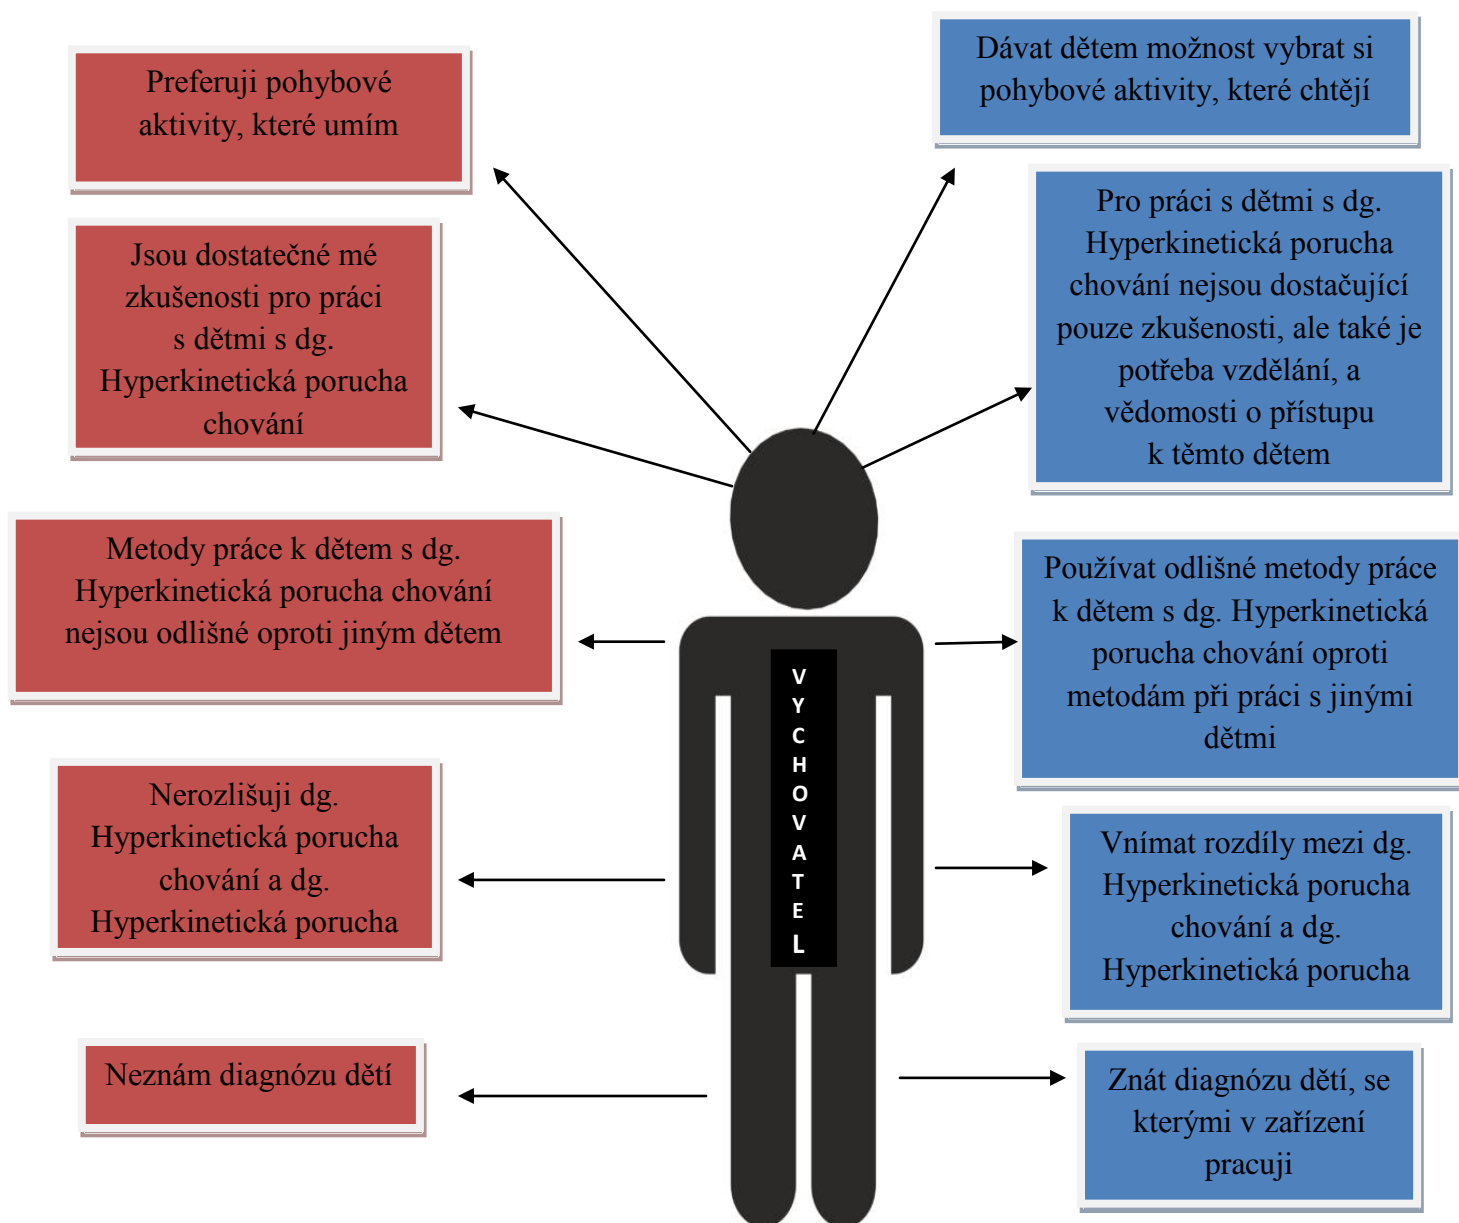 Preferuji pohybové
aktivity, které umím
Jsou dostatečné mé
zkušenosti pro práci
s dětmi s dg.
Hyperkinetická porucha
chování
Metody práce k dětem s dg.
Hyperkinetická porucha chování
nejsou odlišné oproti jiným dětem
Nerozlišuji dg.
Hyperkinetická porucha
chování a dg.
Hyperkinetická porucha
Neznám diagnózu dětí
V
Y
C
H
O
V
A
T
E
L
Dávat dětem možnost vybrat si
pohybové aktivity, které chtějí
Pro práci s dětmi s dg.
Hyperkinetická porucha
chování nejsou dostačující
pouze zkušenosti, ale také je
potřeba vzdělání, a
vědomosti o přístupu
k těmto dětem
Používat odlišné metody práce
k dětem s dg. Hyperkinetická
porucha chování oproti
metodám při práci s jinými
dětmi
Vnímat rozdíly mezi dg.
Hyperkinetická porucha
chování a dg.
Hyperkinetická porucha
Znát diagnózu dětí, se
kterými v zařízení
pracuji